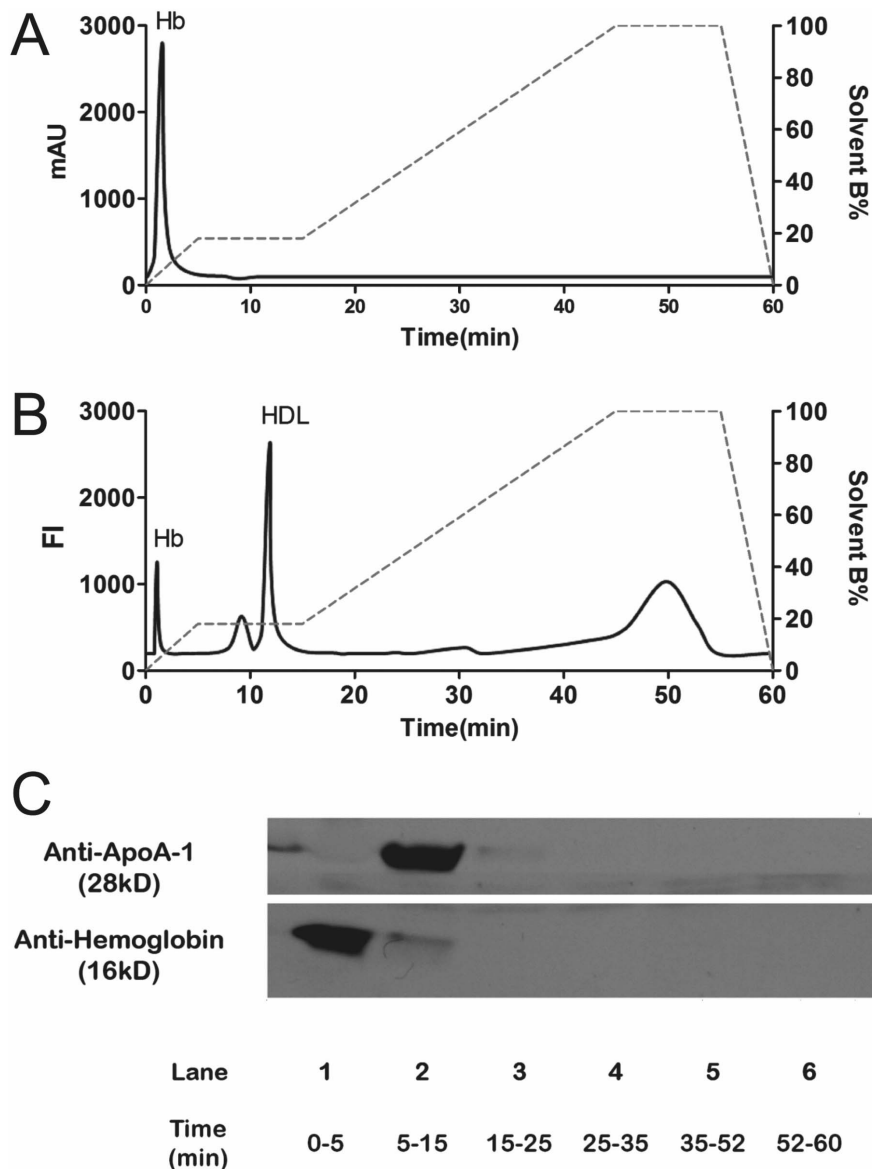 A
Hb
3000
2000
1000
0
mAU
100
80
60
40
20
0
Solvent B%
0 10 20 30 40 50 60
Time(min)
B
HDL
Hb
3000
2000
1000
0
FI
100
80
60
40
20
0
Solvent B%
0 10 20 30 40 50 60
Time(min)
C
Anti-ApoA-1
(28kD)
Anti-Hemoglobin
(16kD)
Lane 1 2 3 4 5 6
Time
(min) 0-5 5-15 15-25 25-35 35-52 52-60